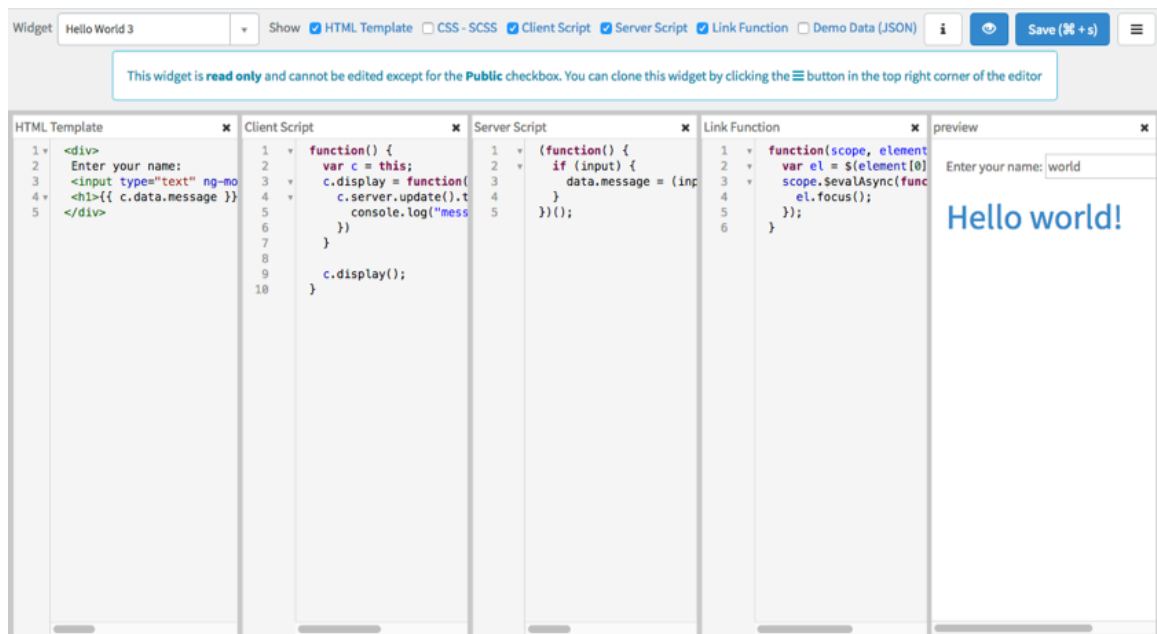 Widget Hello World 3 Show HTML Template CSS - SCSS Client Script Server Script Link Function Demo Data (JSON) i Save (⌘ + s)
This widget is read only and cannot be edited except for the Public checkbox. You can clone this widget by clicking the ☰ button in the top right corner of the editor
HTML Template
1 <div>
2 Enter your name:
3 <input type="text" ng-mo
4 <h1>{{ c.data.message }}
5 </div>
Client Script
1 function() {
2 var c = this;
3 c.display = function(
4 c.server.update().t
5 console.log("mess
6 })
7 }
8
9 c.display();
10 }
Server Script
1 (function() {
2 if (input) {
3 data.message = (inp
4 }
5 })();
Link Function
1 function(scope, element
2 var el = $(element[0]
3 scope.$evalAsync(func
4 el.focus();
5 });
6 }
preview
Enter your name: world
Hello world!